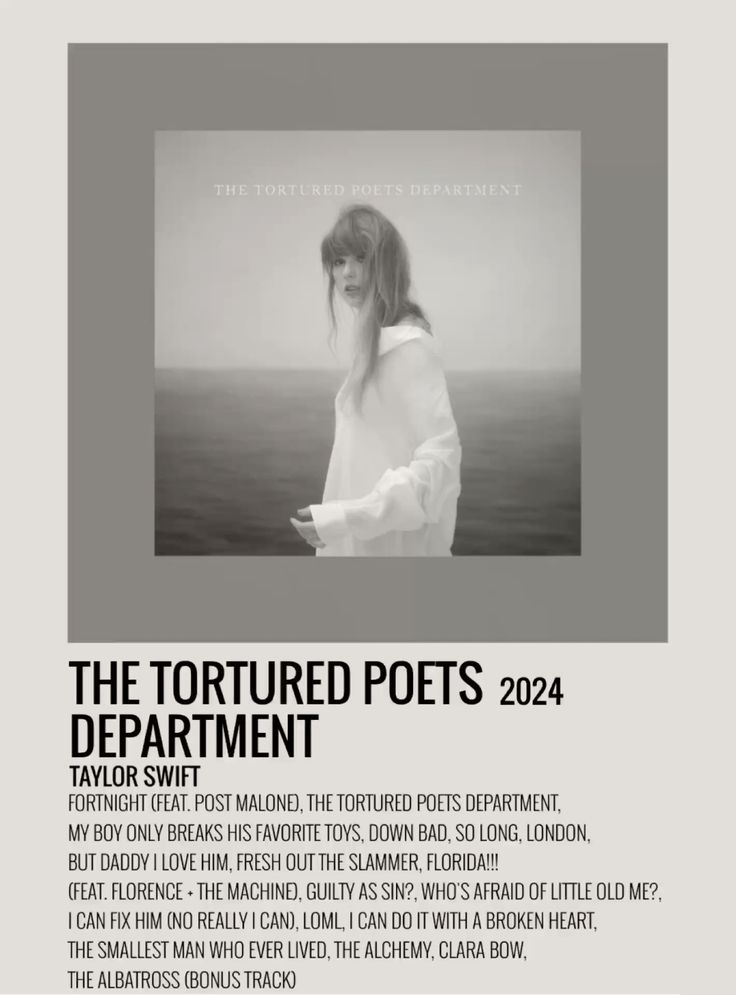 THE TORTURED POETS DEPARTMENT
THE TORTURED POETS 2024
DEPARTMENT
TAYLOR SWIFT
FORTNIGHT (FEAT. POST MALONE), THE TORTURED POETS DEPARTMENT,
MY BOY ONLY BREAKS HIS FAVORITE TOYS, DOWN BAD, SO LONG, LONDON,
BUT DADDY I LOVE HIM, FRESH OUT THE SLAMMER, FLORIDA!!!
(FEAT. FLORENCE + THE MACHINE), GUILTY AS SIN?, WHO'S AFRAID OF LITTLE OLD ME?,
I CAN FIX HIM (NO REALLY I CAN), LOML, I CAN DO IT WITH A BROKEN HEART,
THE SMALLEST MAN WHO EVER LIVED, THE ALCHEMY, CLARA BOW,
THE ALBATROSS (BONUS TRACK)